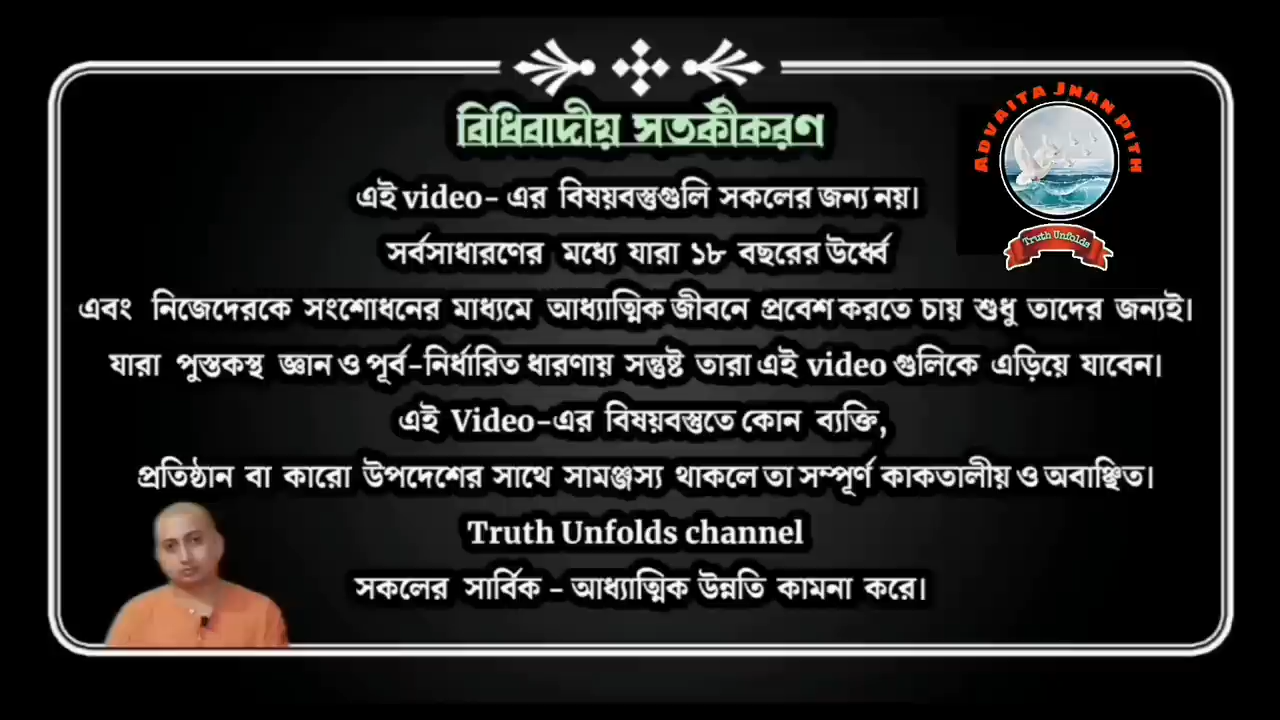 বিধিবাদীয় সতর্কীকরণ
ADVAITA JNAN PITH
Truth Unfolds
এই video- এর বিষয়বস্তুগুলি সকলের জন্য নয়।
সর্বসাধারণের মধ্যে যারা ১৮ বছরের উর্ধ্বে
এবং নিজেদেরকে সংশোধনের মাধ্যমে আধ্যাত্মিক জীবনে প্রবেশ করতে চায় শুধু তাদের জন্যই।
যারা পুস্তকস্থ জ্ঞান ও পূর্ব-নির্ধারিত ধারণায় সন্তুষ্ট তারা এই video গুলিকে এড়িয়ে যাবেন।
এই Video-এর বিষয়বস্তুতে কোন ব্যক্তি,
প্রতিষ্ঠান বা কারো উপদেশের সাথে সামঞ্জস্য থাকলে তা সম্পূর্ণ কাকতালীয় ও অবাঞ্ছিত।
Truth Unfolds channel
সকলের সার্বিক - আধ্যাত্মিক উন্নতি কামনা করে।